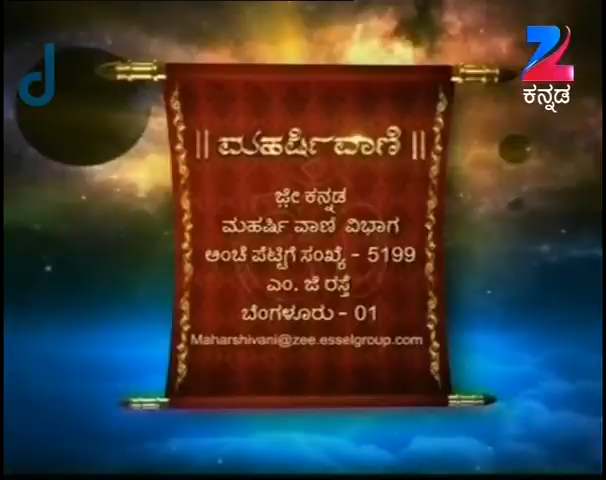 ಕನ್ನಡ
|| ಮಹರ್ಷಿವಾಣಿ ||
ಜ಼ೇ ಕನ್ನಡ
ಮಹರ್ಷಿ ವಾಣಿ ವಿಭಾಗ
ಅಂಚೆ ಪೆಟ್ಟಿಗೆ ಸಂಖ್ಯೆ - 5199
ಎಂ. ಜಿ ರಸ್ತೆ
ಬೆಂಗಳೂರು - 01
Maharshivani@zee.esselgroup.com